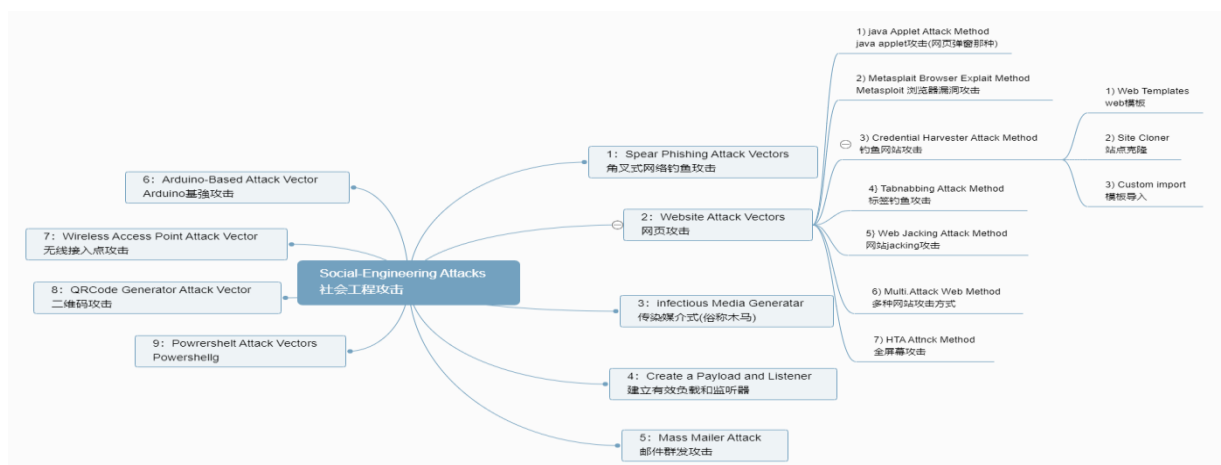 Social-Engineering Attacks
社会工程攻击
1：Spear Phishing Attack Vectors
角叉式网络钓鱼攻击
2：Website Attack Vectors
网页攻击
1) java Applet Attack Method
java applet攻击(网页弹窗那种)
2) Metasplait Browser Explait Method
Metasploit 浏览器漏洞攻击
3) Credential Harvester Attack Method
钓鱼网站攻击
1) Web Templates
web模板
2) Site Cloner
站点克隆
3) Custom import
模板导入
4} Tabnabbing Attack Method
标签钓鱼攻击
5} Web Jacking Attack Method
网站jacking攻击
6) Multi.Attack Web Method
多种网站攻击方式
7) HTA Attnck Method
全屏幕攻击
3：infectious Media Generatar
传染媒介式(俗称木马)
4：Create a Payload and Listener
建立有效负载和监听器
5：Mass Mailer Attack
邮件群发攻击
6：Arduino-Based Attack Vector
Arduino基強攻击
7：Wireless Access Point Attack Vector
无线接入点攻击
8：QRCode Generator Attack Vector
二维码攻击
9：Powrershelt Attack Vectors
Powershellg